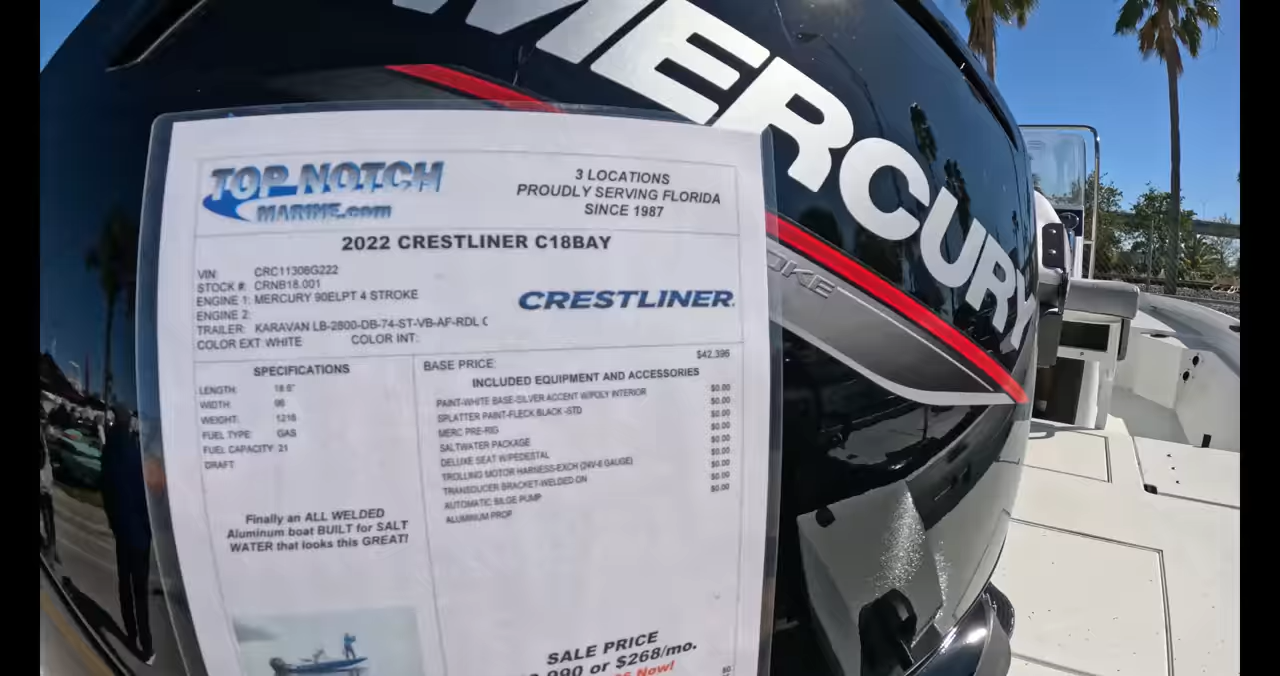 MERCURY
OKE
TOP NOTCH
MARINE.com
3 LOCATIONS
PROUDLY SERVING FLORIDA
SINCE 1987
2022 CRESTLINER C18BAY
VIN: CRC11306G222
STOCK #: CRNB18.001
ENGINE 1: MERCURY 90ELPT 4 STROKE
ENGINE 2:
TRAILER: KARAVAN LB-2800-DB-74-ST-VB-AF-RDL
COLOR EXT: WHITE COLOR INT:
CRESTLINER
SPECIFICATIONS
LENGTH: 18.6"
WIDTH: 96
WEIGHT: 1216
FUEL TYPE: GAS
FUEL CAPACITY: 21
DRAFT
Finally an ALL WELDED
Aluminum boat BUILT for SALT
WATER that looks this GREAT!
BASE PRICE: $42,396
INCLUDED EQUIPMENT AND ACCESSORIES
PAINT-WHITE BASE-SILVER ACCENT W/POLY INTERIOR $0.00
SPLATTER PAINT-FLECK BLACK -STD $0.00
MERC PRE-RIG $0.00
SALTWATER PACKAGE $0.00
DELUXE SEAT W/PEDESTAL $0.00
TROLLING MOTOR HARNESS-EXCH (24V-6 GAUGE) $0.00
TRANSDUCER BRACKET-WELDED ON $0.00
AUTOMATIC BILGE PUMP $0.00
ALUMINUM PROP $0.00
SALE PRICE
990 or $268/mo.
Now!